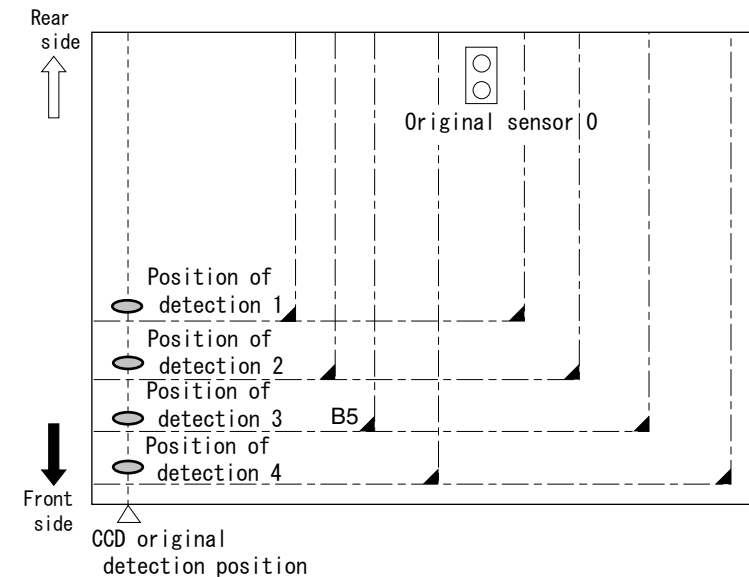 Rear
side
Original sensor 0
Position of
detection 1
Position of
detection 2
Position of
detection 3
B5
Position of
detection 4
Front
side
CCD original
detection position